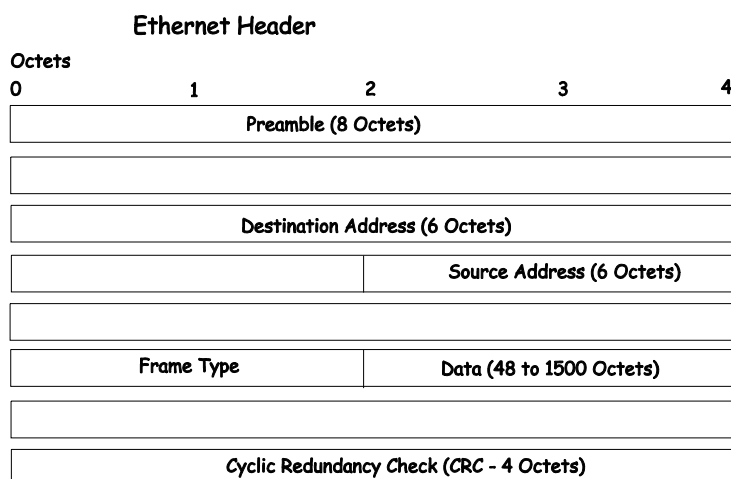 Ethernet Header
Octets
0 1 2 3 4
Preamble (8 Octets)
Destination Address (6 Octets)
Source Address (6 Octets)
Frame Type Data (48 to 1500 Octets)
Cyclic Redundancy Check (CRC - 4 Octets)